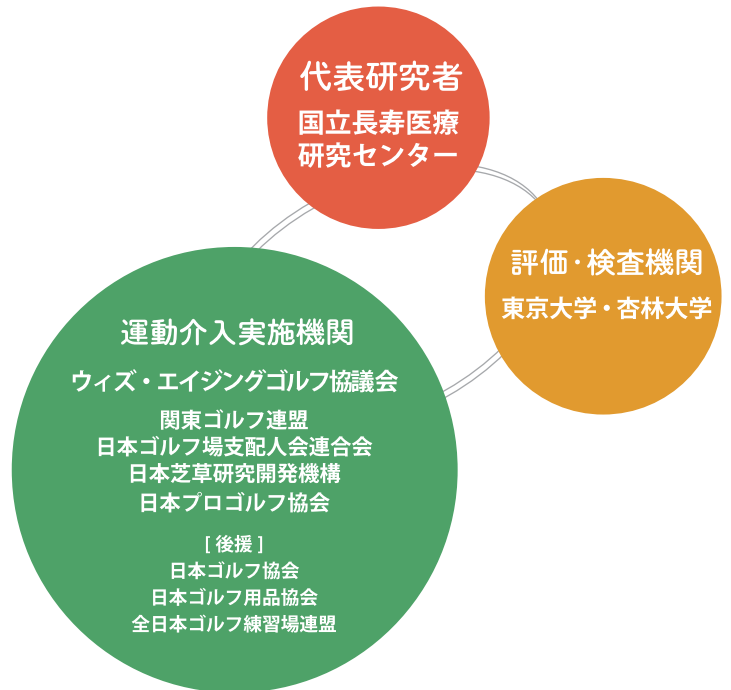 代表研究者
国立長寿医療
研究センター
評価・検査機関
東京大学・杏林大学
運動介入実施機関
ウィズ・エイジングゴルフ協議会
関東ゴルフ連盟
日本ゴルフ場支配人会連合会
日本芝草研究開発機構
日本プロゴルフ協会
[ 後援 ]
日本ゴルフ協会
日本ゴルフ用品協会
全日本ゴルフ練習場連盟